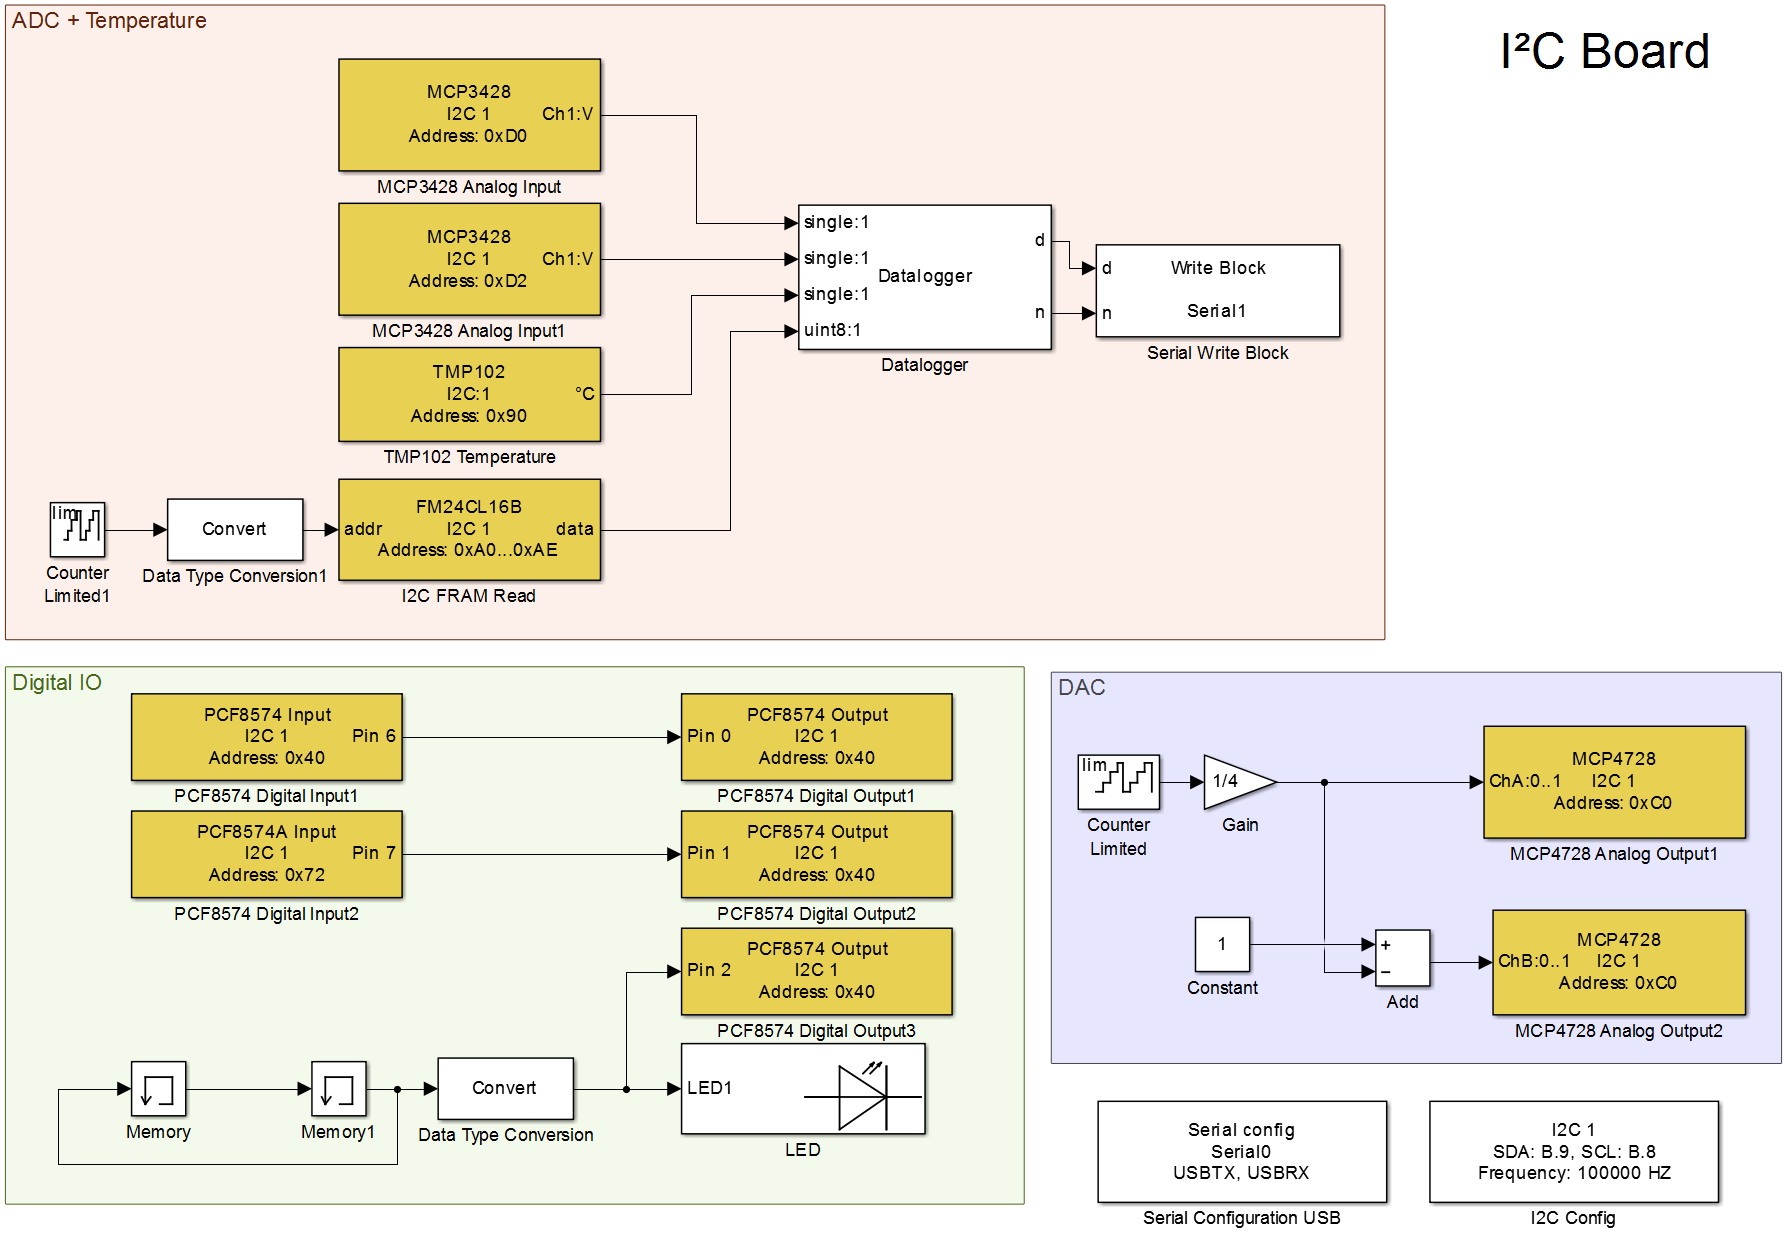 ADC + Temperature
I²C Board
MCP3428
I2C 1
Ch1:V
Address: 0xD0
MCP3428 Analog Input
MCP3428
I2C 1
Ch1:V
Address: 0xD2
MCP3428 Analog Input1
TMP102
I2C:1
°C
Address: 0x90
TMP102 Temperature
lim
Counter
Limited1
Convert
Data Type Conversion1
FM24CL16B
addr
I2C 1
data
Address: 0xA0...0xAE
I2C FRAM Read
single:1
single:1
single:1
uint8:1
Datalogger
d
n
Datalogger
d
Write Block
n
Serial1
Serial Write Block
Digital IO
PCF8574 Input
I2C 1
Pin 6
Address: 0x40
PCF8574 Digital Input1
PCF8574 Output
Pin 0
I2C 1
Address: 0x40
PCF8574 Digital Output1
PCF8574A Input
I2C 1
Pin 7
Address: 0x72
PCF8574 Digital Input2
PCF8574 Output
Pin 1
I2C 1
Address: 0x40
PCF8574 Digital Output2
PCF8574 Output
Pin 2
I2C 1
Address: 0x40
PCF8574 Digital Output3
Memory
Memory1
Convert
Data Type Conversion
LED1
LED
DAC
lim
Counter
Limited
1/4
Gain
MCP4728
ChA:0..1
I2C 1
Address: 0xC0
MCP4728 Analog Output1
1
Constant
+
−
Add
MCP4728
ChB:0..1
I2C 1
Address: 0xC0
MCP4728 Analog Output2
Serial config
Serial0
USBTX, USBRX
Serial Configuration USB
I2C 1
SDA: B.9, SCL: B.8
Frequency: 100000 HZ
I2C Config